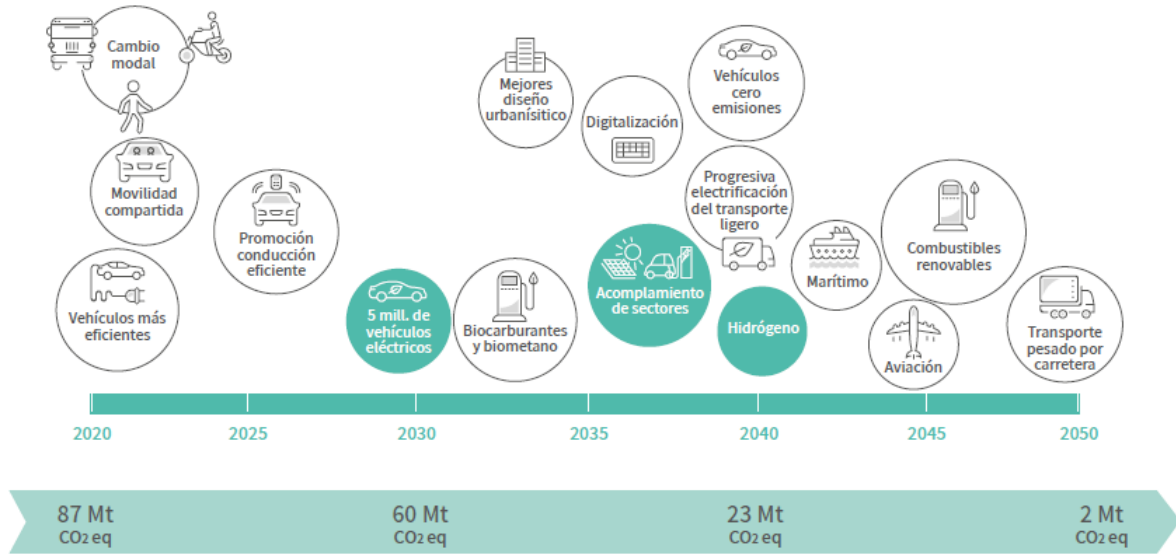 Cambio
modal
Movilidad
compartida
Vehículos más
eficientes
Promoción
conducción
eficiente
5 mill. de
vehículos
eléctricos
Mejores
diseño
urbanísitico
Biocarburantes
y biometano
Digitalización
Acomplamiento
de sectores
Vehículos
cero
emisiones
Progresiva
electrificación
del transporte
ligero
Hidrógeno
Marítimo
Combustibles
renovables
Aviación
Transporte
pesado por
carretera
2020
2025
2030
2035
2040
2045
2050
87 Mt
CO2 eq
60 Mt
CO2 eq
23 Mt
CO2 eq
2 Mt
CO2 eq